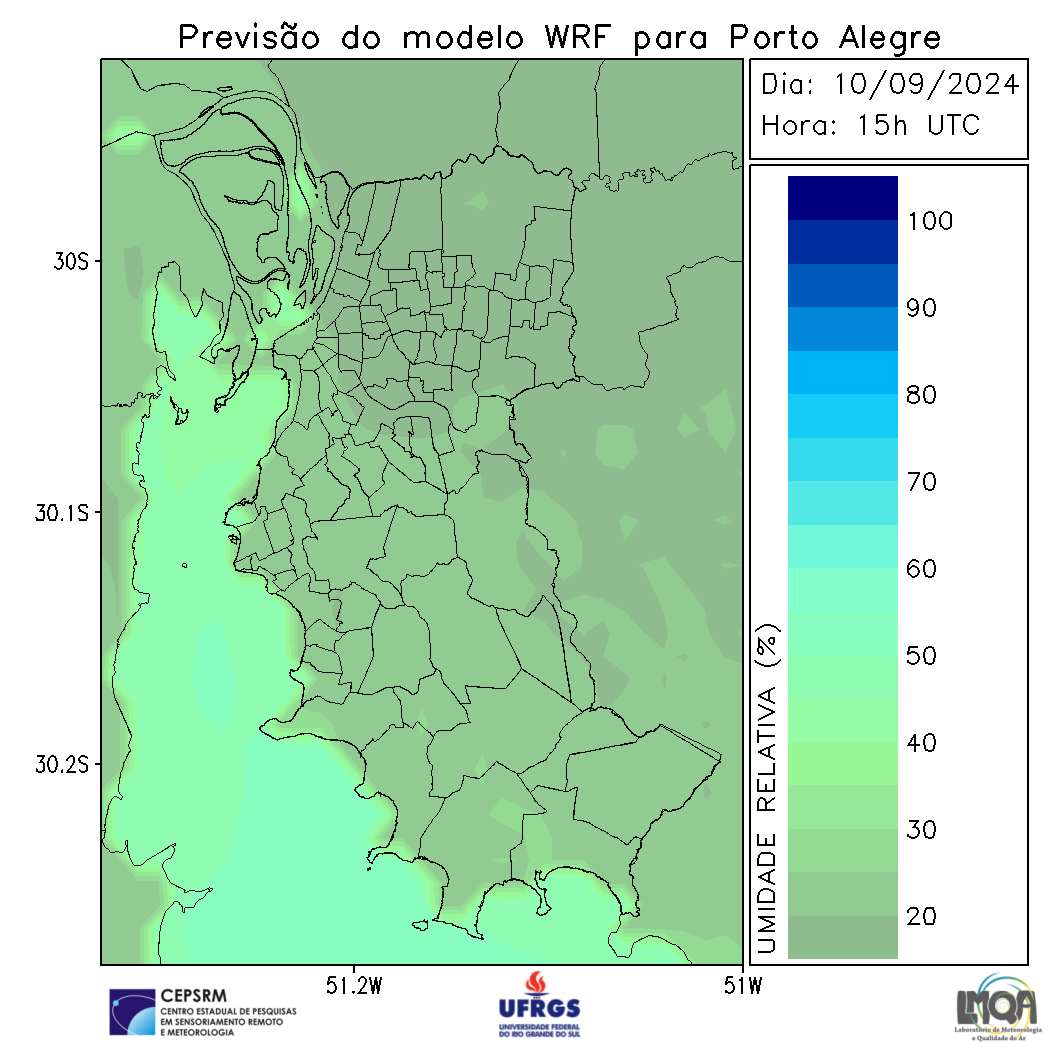 Previsão do modelo WRF para Porto Alegre
Dia: 10/09/2024
Hora: 15h UTC
30S
30.1S
30.2S
51.2W
51W
UMIDADE RELATIVA (%)
100
90
80
70
60
50
40
30
20
CEPSRM
CENTRO ESTADUAL DE PESQUISAS
EM SENSORIAMENTO REMOTO
E METEOROLOGIA
UFRGS
UNIVERSIDADE FEDERAL
DO RIO GRANDE DO SUL
LMQA
Laboratório de Meteorologia
e Qualidade do Ar